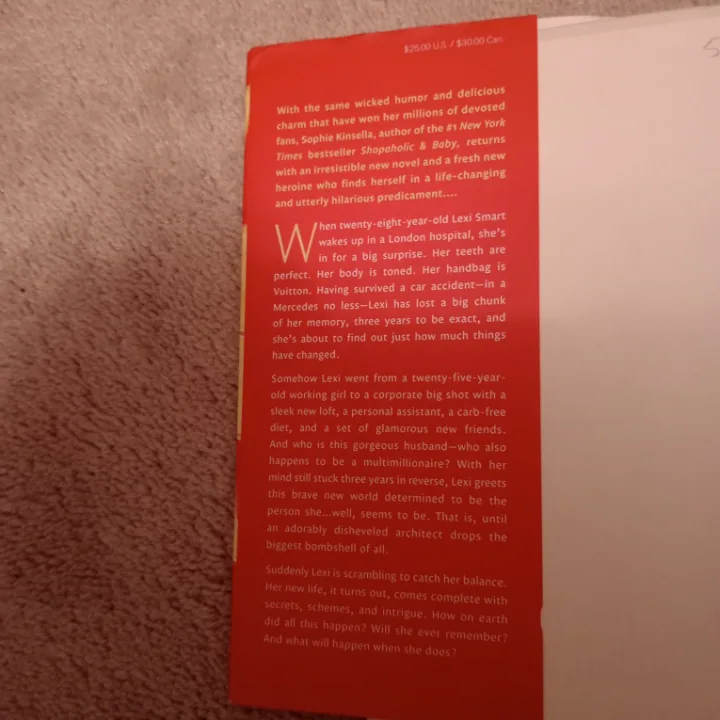 $25.00 U.S. / $30.00 Can.
With the same wicked humor and delicious
charm that have won her millions of devoted
fans, Sophie Kinsella, author of the #1 New York
Times bestseller Shopaholic & Baby, returns
with an irresistible new novel and a fresh new
heroine who finds herself in a life-changing
and utterly hilarious predicament....
When twenty-eight-year-old Lexi Smart
wakes up in a London hospital, she's
in for a big surprise. Her teeth are
perfect. Her body is toned. Her handbag is
Vuitton. Having survived a car accident—in a
Mercedes no less—Lexi has lost a big chunk
of her memory, three years to be exact, and
she's about to find out just how much things
have changed.
Somehow Lexi went from a twenty-five-year-
old working girl to a corporate big shot with a
sleek new loft, a personal assistant, a carb-free
diet, and a set of glamorous new friends.
And who is this gorgeous husband—who also
happens to be a multimillionaire? With her
mind still stuck three years in reverse, Lexi greets
this brave new world determined to be the
person she...well, seems to be. That is, until
an adorably disheveled architect drops the
biggest bombshell of all.
Suddenly Lexi is scrambling to catch her balance.
Her new life, it turns out, comes complete with
secrets, schemes, and intrigue. How on earth
did all this happen? Will she ever remember?
And what will happen when she does?